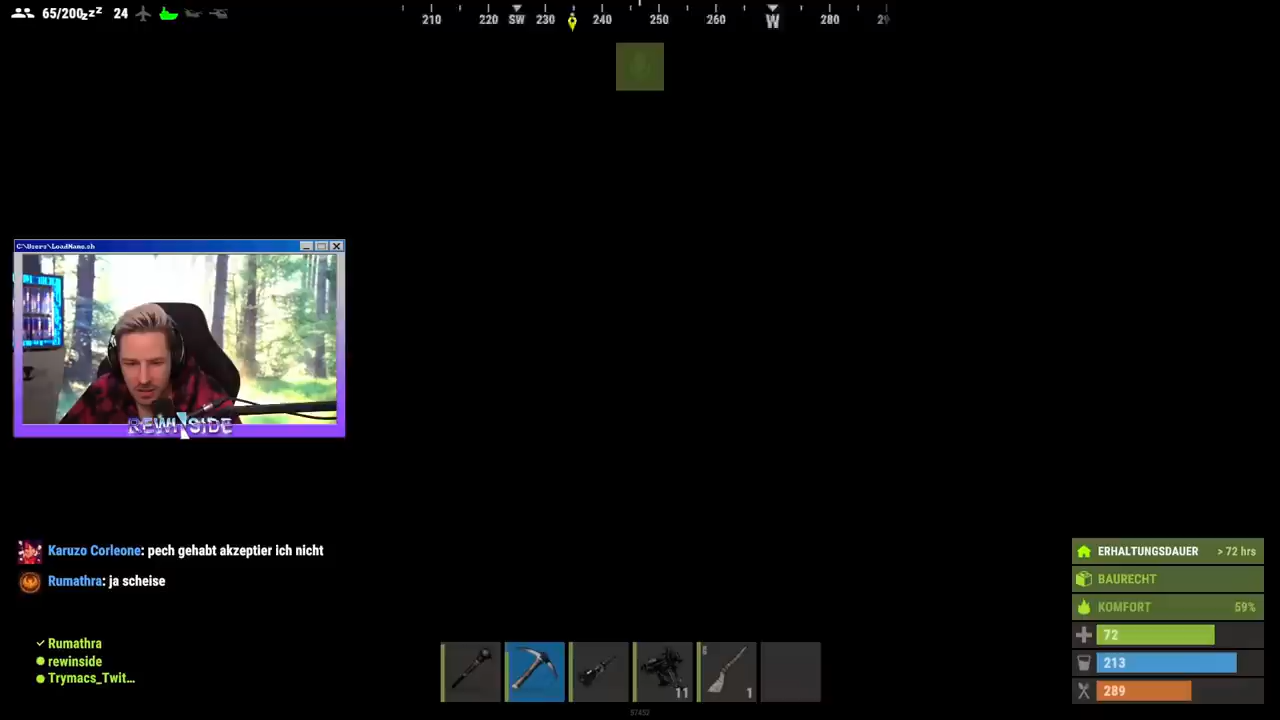 65/200 zzz 24
210 220 SW 230 240 250 260 W 280
C:\Users\LoadName.sh
REWINSIDE
Karuzo Corleone: pech gehabt akzeptier ich nicht
Rumathra: ja scheise
ERHALTUNGSDAUER > 72 hrs
BAURECHT
KOMFORT 59%
Rumathra
rewinside
Trymacs_Twit...
72
213
289
11
8
1